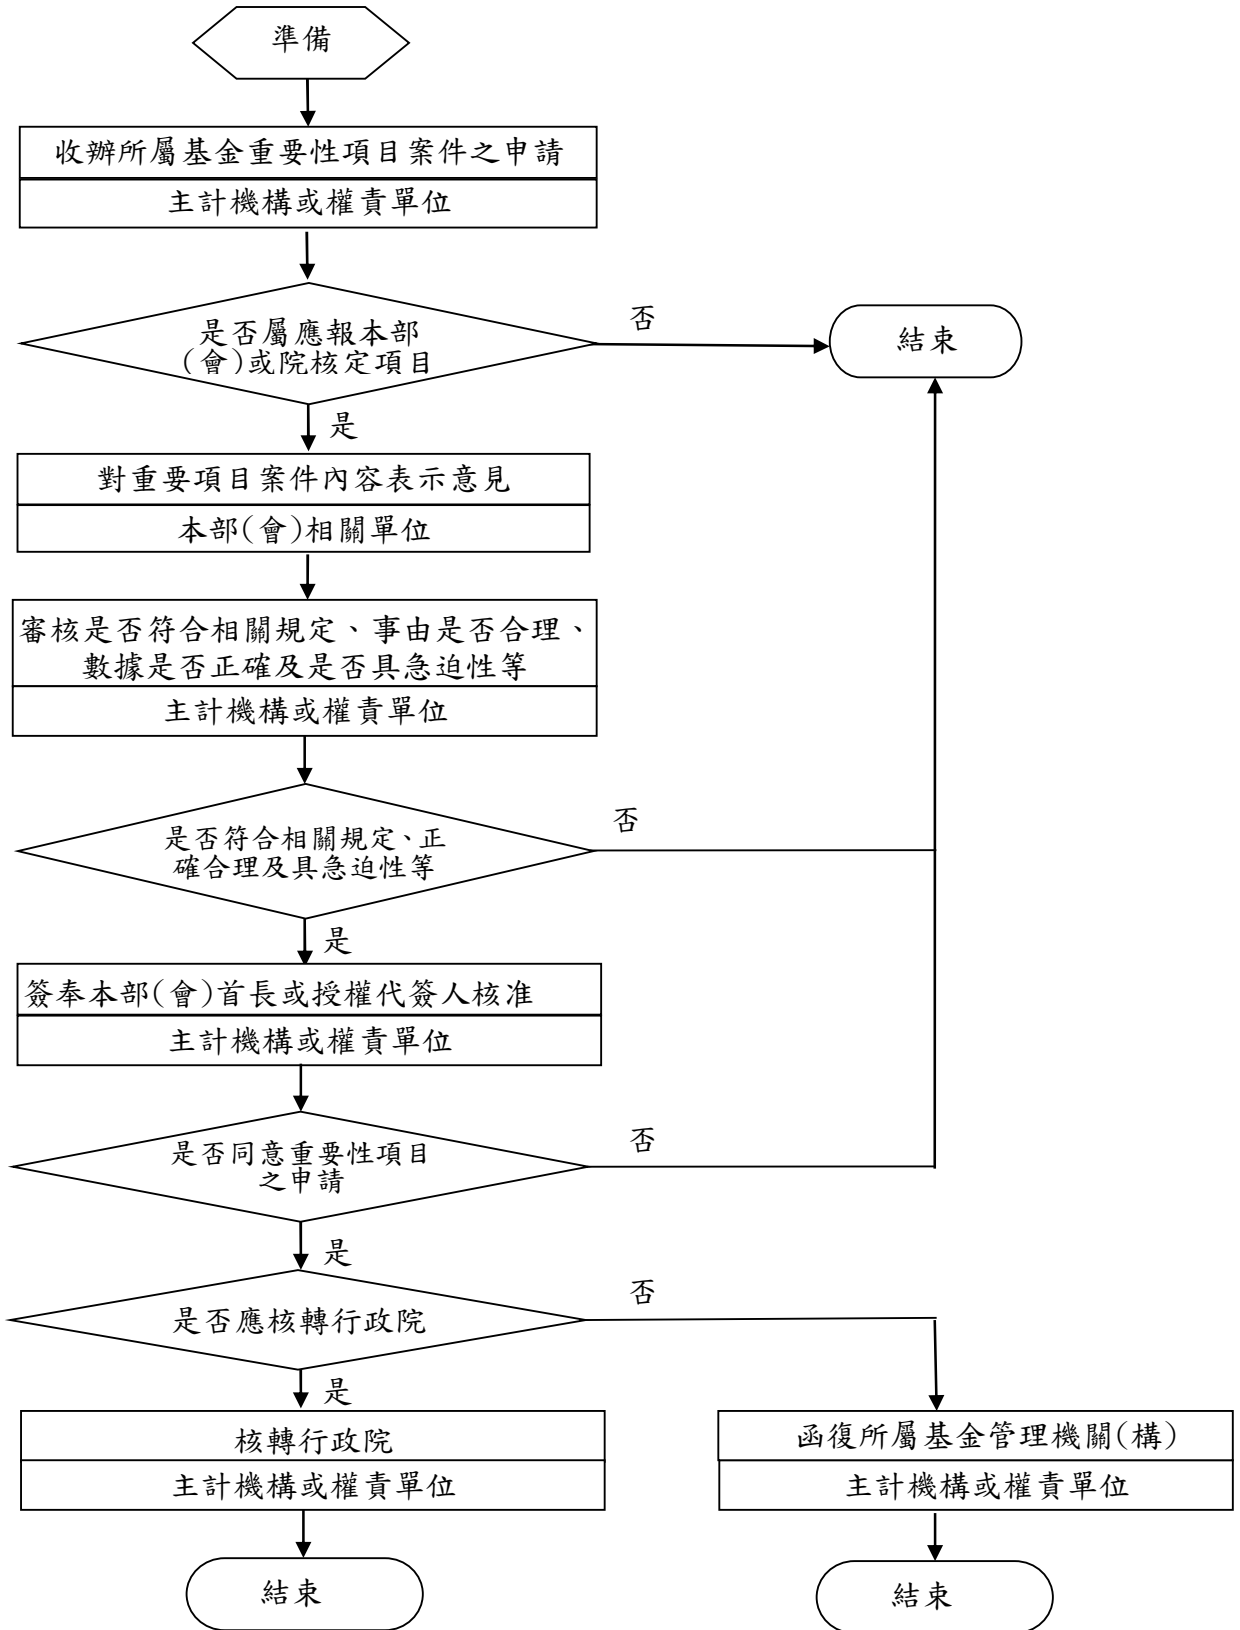 準備
收辦所屬基金重要性項目案件之申請
主計機構或權責單位
是否屬應報本部
(會)或院核定項目
否
結束
是
對重要項目案件內容表示意見
本部(會)相關單位
審核是否符合相關規定、事由是否合理、
數據是否正確及是否具急迫性等
主計機構或權責單位
是否符合相關規定、正
確合理及具急迫性等
否
是
簽奉本部(會)首長或授權代簽人核准
主計機構或權責單位
是否同意重要性項目
之申請
否
是
是否應核轉行政院
否
是
核轉行政院
主計機構或權責單位
函復所屬基金管理機關(構)
主計機構或權責單位
結束
結束